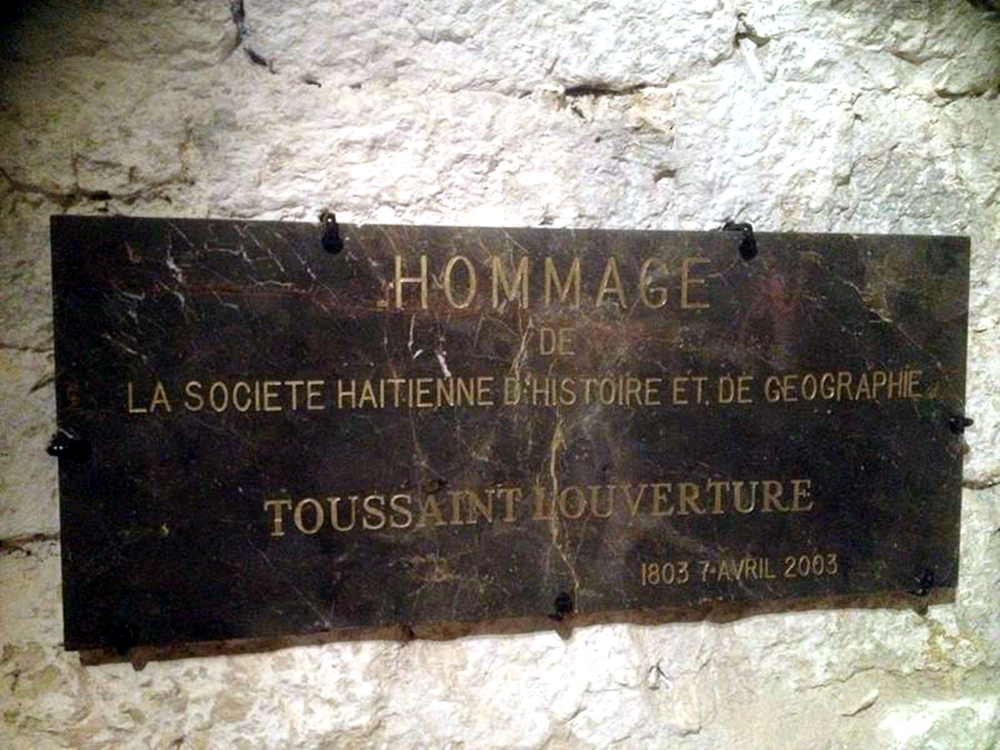 HOMMAGE
DE
LA SOCIETE HAITIENNE D'HISTOIRE ET DE GEOGRAPHIE
A
TOUSSAINT LOUVERTURE
1803 7 AVRIL 2003